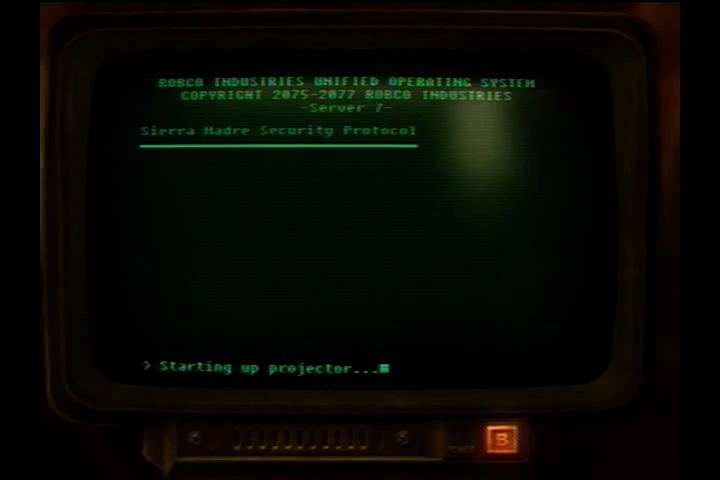 ROBCO INDUSTRIES UNIFIED OPERATING SYSTEM
COPYRIGHT 2075-2077 ROBCO INDUSTRIES
-Server 7-
Sierra Madre Security Protocol
> Starting up projector...
B